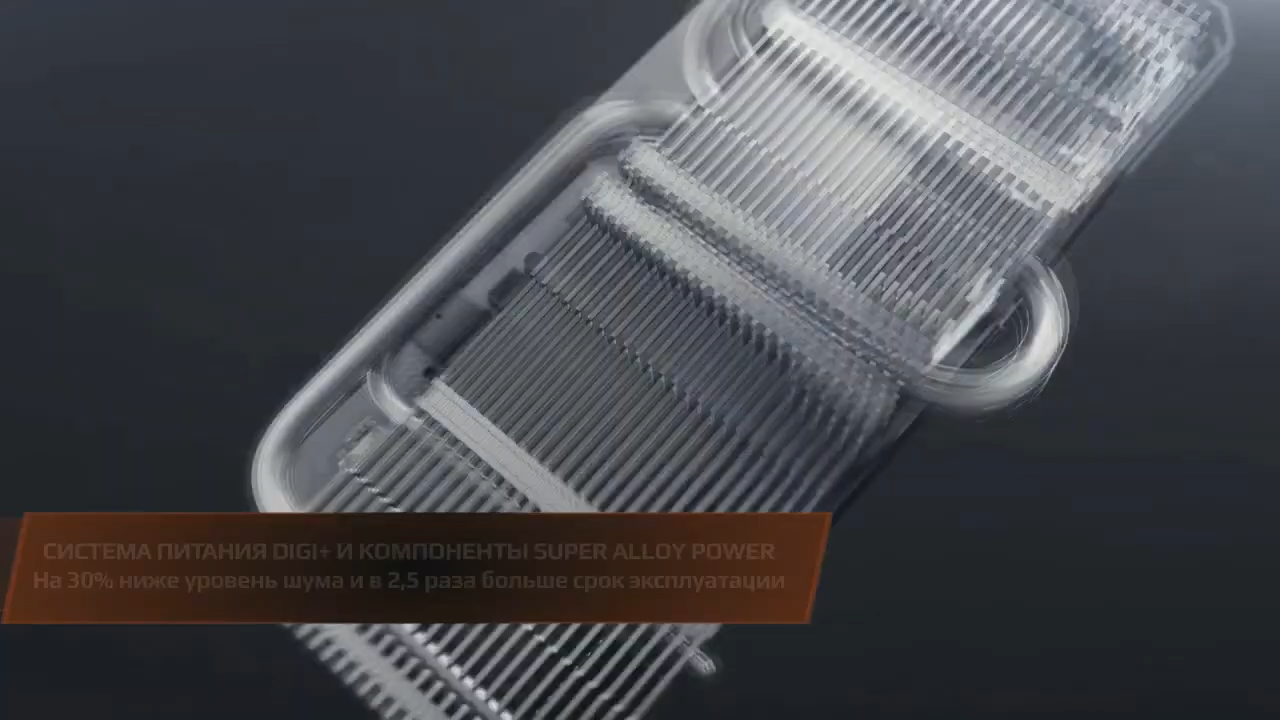 СИСТЕМА ПИТАНИЯ DIGI+ И КОМПОНЕНТЫ SUPER ALLOY POWER
На 30% ниже уровень шума и в 2,5 раза больше срок эксплуатации